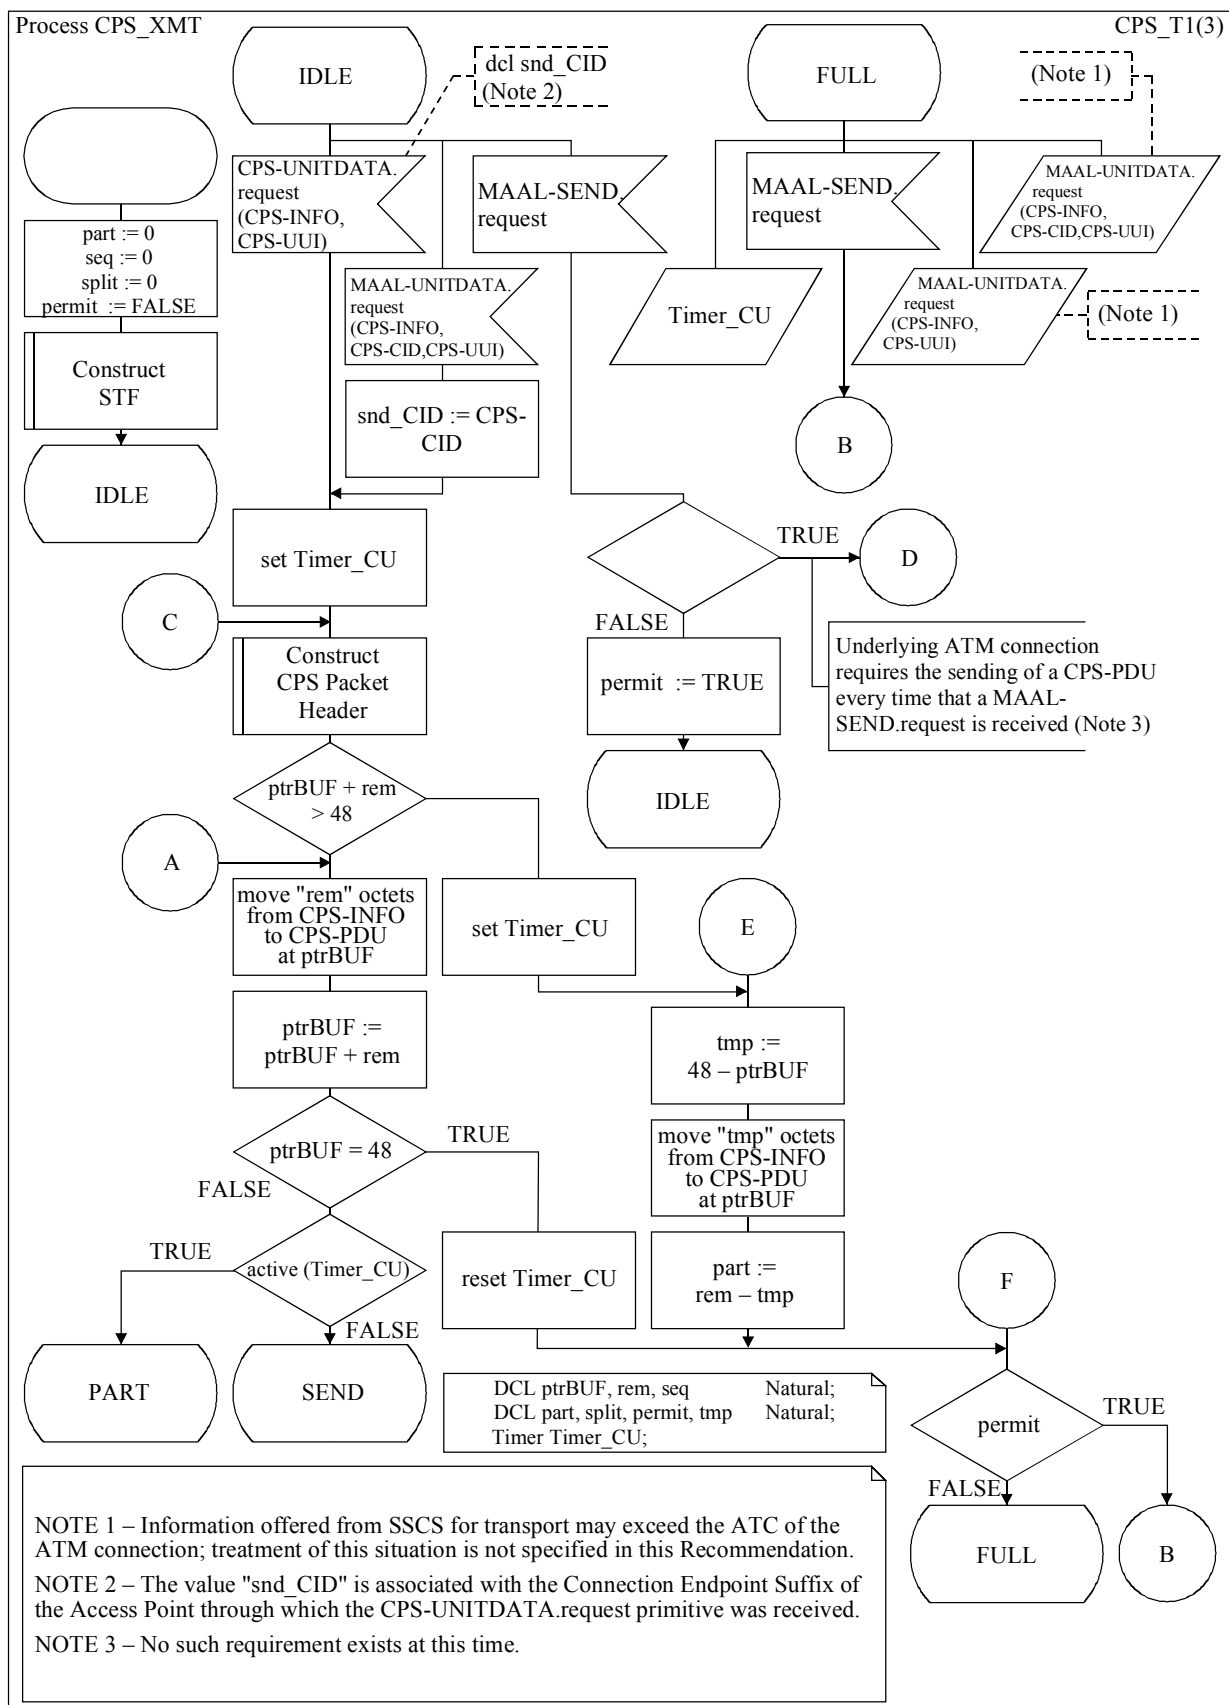 Process CPS_XMT
CPS_T1(3)
IDLE
dcl snd_CID
(Note 2)
FULL
(Note 1)
CPS-UNITDATA.
request
(CPS-INFO,
CPS-UUI)
MAAL-SEND.
request
MAAL-SEND.
request
MAAL-UNITDATA.
request
(CPS-INFO,
CPS-CID,CPS-UUI)
part := 0
seq := 0
split := 0
permit := FALSE
MAAL-UNITDATA.
request
(CPS-INFO,
CPS-CID,CPS-UUI)
Timer_CU
MAAL-UNITDATA.
request
(CPS-INFO,
CPS-UUI)
(Note 1)
Construct
STF
snd_CID := CPS-
CID
B
IDLE
set Timer_CU
TRUE
D
C
FALSE
Construct
CPS Packet
Header
permit := TRUE
Underlying ATM connection
requires the sending of a CPS-PDU
every time that a MAAL-
SEND.request is received (Note 3)
ptrBUF + rem
> 48
IDLE
A
move "rem" octets
from CPS-INFO
to CPS-PDU
at ptrBUF
set Timer_CU
E
ptrBUF :=
ptrBUF + rem
tmp :=
48 – ptrBUF
ptrBUF = 48
TRUE
FALSE
move "tmp" octets
from CPS-INFO
to CPS-PDU
at ptrBUF
TRUE
active (Timer_CU)
FALSE
reset Timer_CU
part :=
rem – tmp
F
PART
SEND
DCL ptrBUF, rem, seq Natural;
DCL part, split, permit, tmp Natural;
Timer Timer_CU;
permit
TRUE
FALSE
FULL
B
NOTE 1 – Information offered from SSCS for transport may exceed the ATC of the
ATM connection; treatment of this situation is not specified in this Recommendation.
NOTE 2 – The value "snd_CID" is associated with the Connection Endpoint Suffix of
the Access Point through which the CPS-UNITDATA.request primitive was received.
NOTE 3 – No such requirement exists at this time.